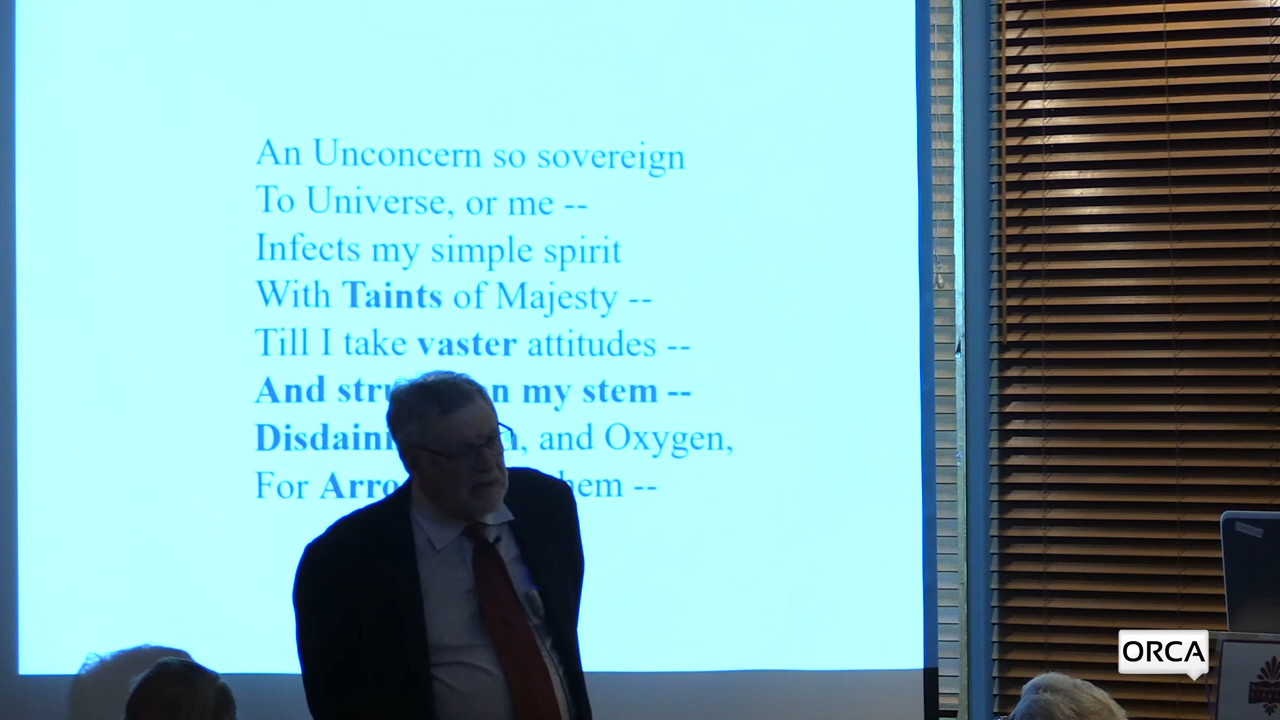 An Unconcern so sovereign
To Universe, or me --
Infects my simple spirit
With Taints of Majesty --
Till I take vaster attitudes --
And on my stem --
and Oxygen,
For --
ORCA